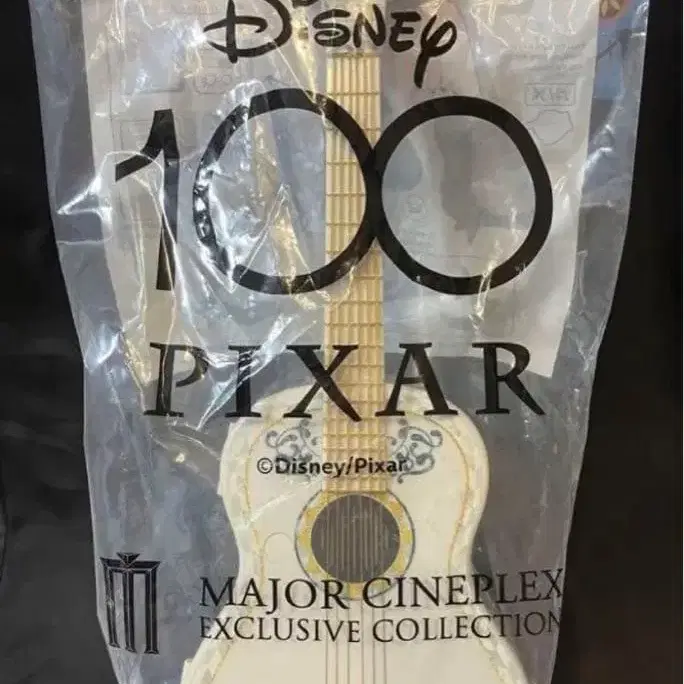 Disney
100
PIXAR
©Disney/Pixar
MAJOR CINEPLEX
EXCLUSIVE COLLECTION